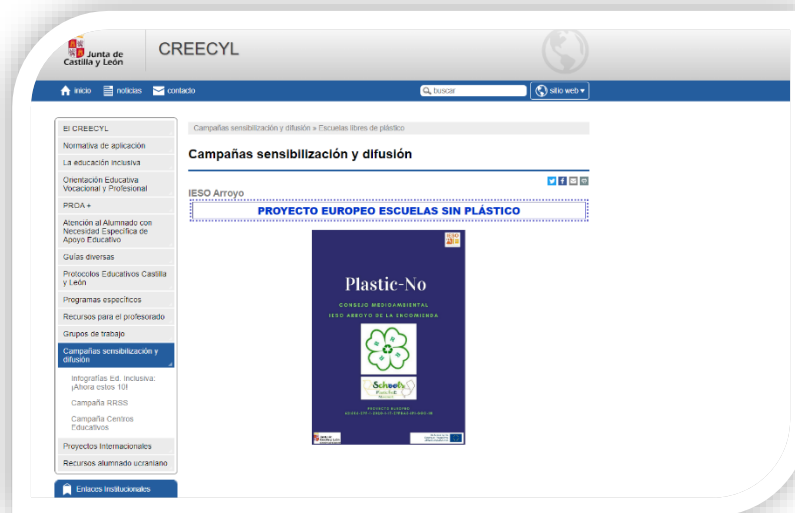 Junta de
Castilla y León
CREECYL
inicio noticias contacto
buscar
sitio web
El CREECYL
Normativa de aplicación
La educación inclusiva
Orientación Educativa
Vocacional y Profesional
PROA +
Atención al Alumnado con
Necesidad Específica de
Apoyo Educativo
Guías diversas
Protocolos Educativos Castilla
y León
Programas específicos
Recursos para el profesorado
Grupos de trabajo
Campañas sensibilización y
difusión
Infografías Ed. Inclusiva:
¡Ahora estos 10!
Campaña RRSS
Campaña Centros
Educativos
Proyectos Internacionales
Recursos alumnado ucraniano
Enlaces Institucionales
Campañas sensibilización y difusión » Escuelas libres de plástico
Campañas sensibilización y difusión
IESO Arroyo
PROYECTO EUROPEO ESCUELAS SIN PLÁSTICO
Plastic-No
CONSEJO MEDIOAMBIENTAL
IESO ARROYO DE LA ENCOMIENDA
Schools
PROYECTO EUROPEO